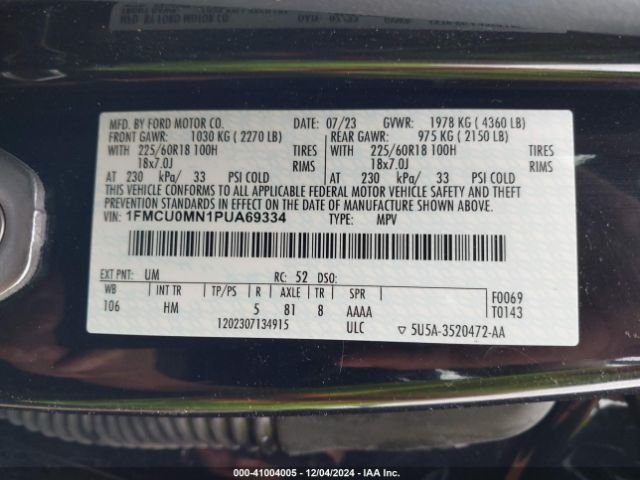 MFD. BY FORD MOTOR CO. DATE: 07/23 GVWR: 1978 KG ( 4360 LB)
FRONT GAWR: 1030 KG ( 2270 LB) REAR GAWR: 975 KG ( 2150 LB)
WITH 225/60R18 100H TIRES WITH 225/60R18 100H TIRES
18x7.0J RIMS 18x7.0J RIMS
AT 230 kPa/ 33 PSI COLD AT 230 kPa/ 33 PSI COLD
THIS VEHICLE CONFORMS TO ALL APPLICABLE FEDERAL MOTOR VEHICLE SAFETY AND THEFT
PREVENTION STANDARDS IN EFFECT ON THE DATE OF MANUFACTURE SHOWN ABOVE.
VIN: 1FMCU0MN1PUA69334 TYPE: MPV
EXT PNT: UM RC: 52 DSO:
WB INT TR TP/PS R AXLE TR SPR F0069
106 HM 5 81 8 AAAA T0143
1202307134915 ULC 5U5A-3520472-AA
000-41004005 - 12/04/2024 - IAA Inc.